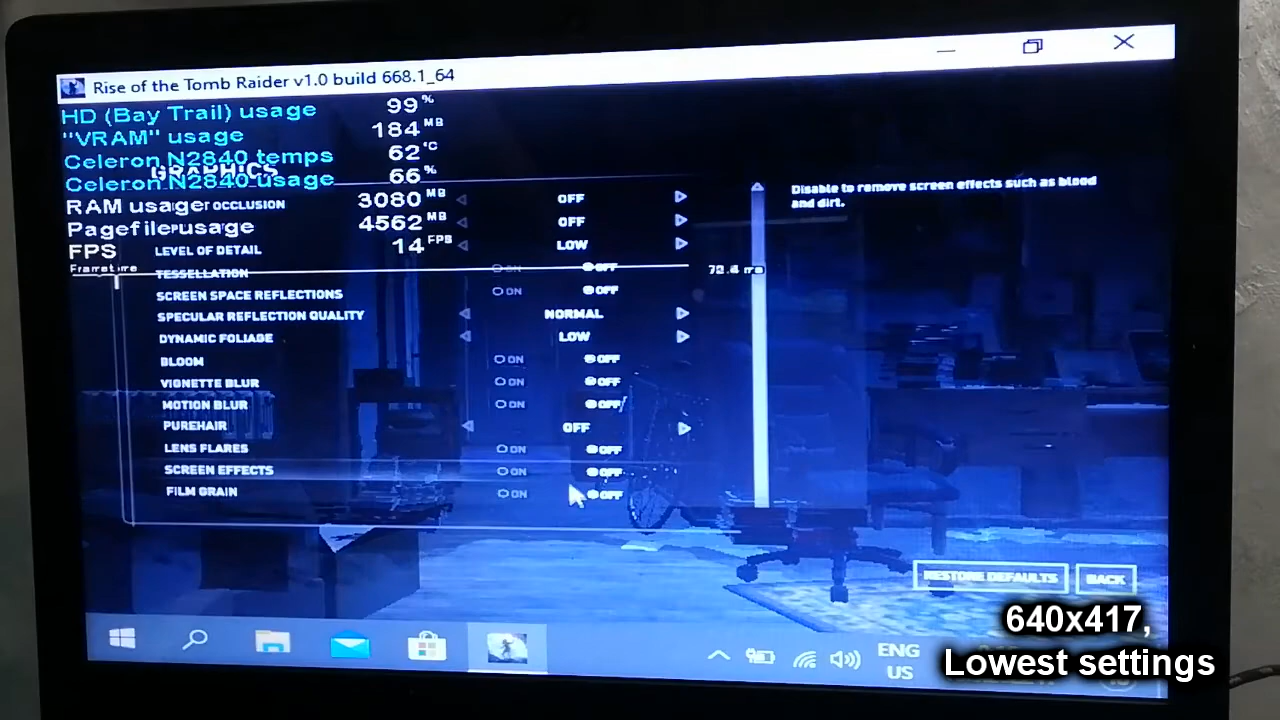 Rise of the Tomb Raider v1.0 build 668.1_64
HD (Bay Trail) usage 99 %
"VRAM" usage 184 MB
Celeron N2840 temps 62 °C
GRAPHICS
Celeron N2840 usage 66 %
RAM usage 3080 MB
OCCLUSION OFF
Pagefile usage 4562 MB
OFF
FPS 14 FPS
LEVEL OF DETAIL LOW
Frametime 72.4 ms
TESSELLATION ON OFF
SCREEN SPACE REFLECTIONS ON OFF
SPECULAR REFLECTION QUALITY NORMAL
DYNAMIC FOLIAGE LOW
BLOOM ON OFF
VIGNETTE BLUR ON OFF
MOTION BLUR ON OFF
PUREHAIR OFF
LENS FLARES ON OFF
SCREEN EFFECTS ON OFF
FILM GRAIN ON OFF
Disable to remove screen effects such as blood
and dirt.
RESTORE DEFAULTS BACK
640x417,
Lowest settings
ENG
US